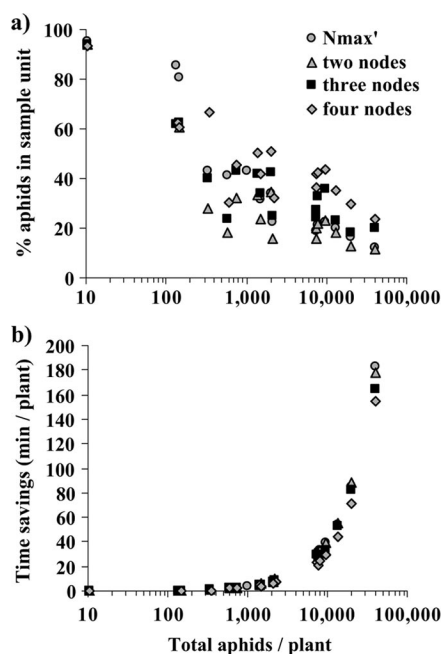 a)
Nmax'
two nodes
three nodes
four nodes
% aphids in sample unit
100
80
60
40
20
0
10 100 1,000 10,000 100,000
b)
Time savings (min / plant)
200
180
160
140
120
100
80
60
40
20
0
10 100 1,000 10,000 100,000
Total aphids / plant